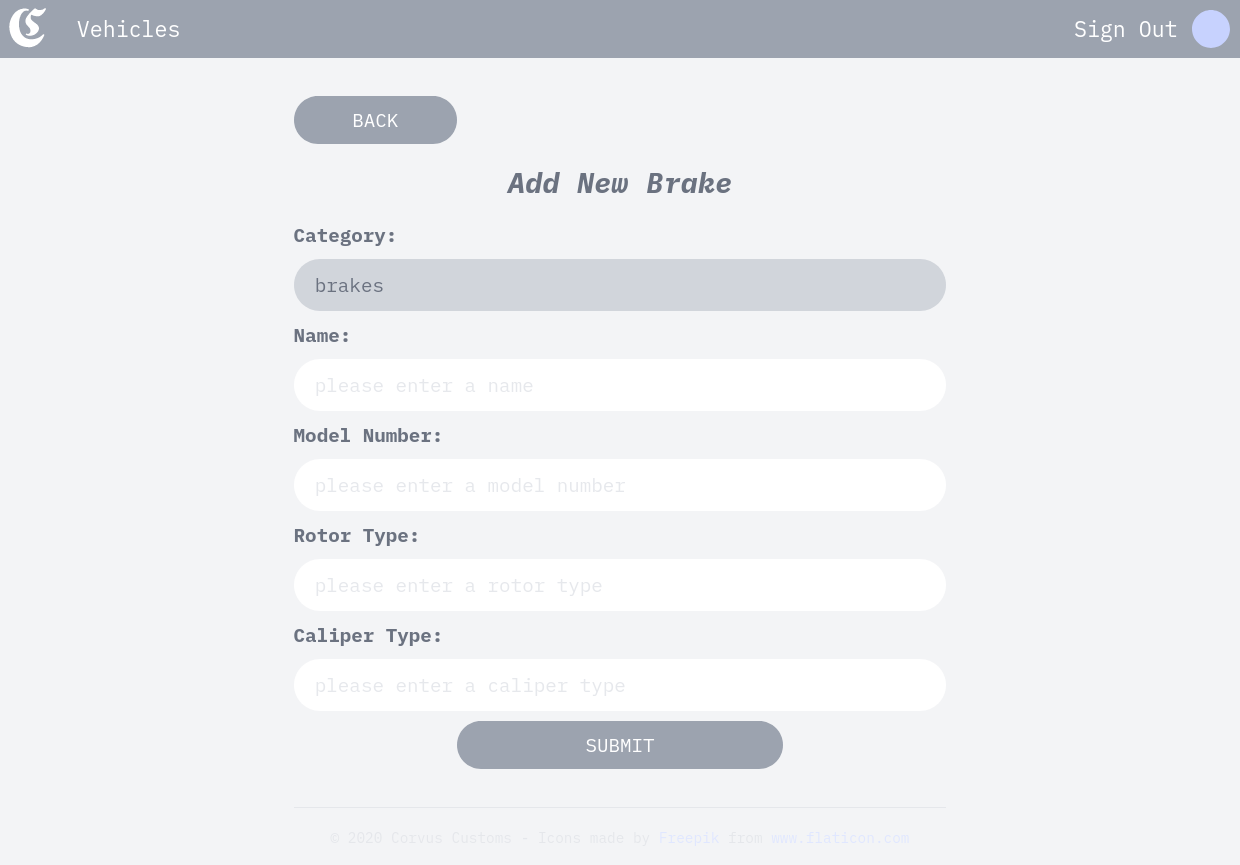 C Vehicles Sign Out
BACK
Add New Brake
Category:
brakes
Name:
please enter a name
Model Number:
please enter a model number
Rotor Type:
please enter a rotor type
Caliper Type:
please enter a caliper type
SUBMIT
© 2020 Corvus Customs - Icons made by Freepik from www.flaticon.com